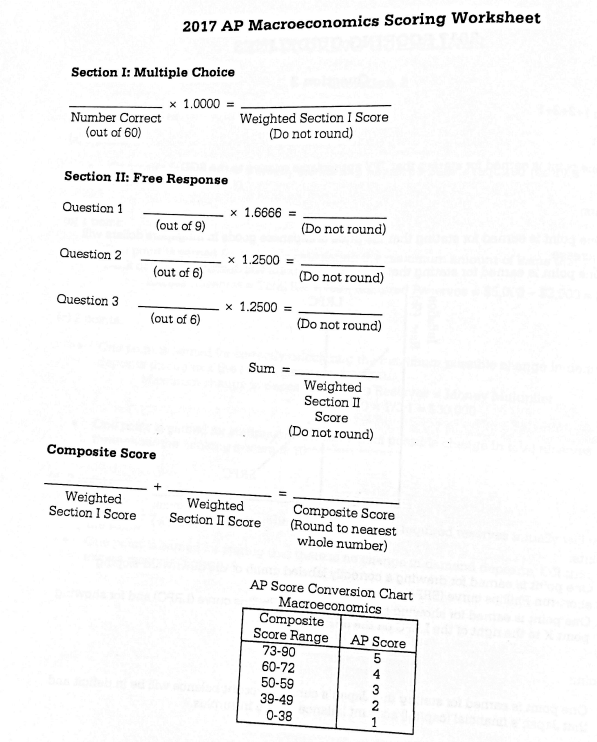 2017 AP Macroeconomics Scoring Worksheet
Section I: Multiple Choice
× 1.0000 =
Number Correct Weighted Section I Score
(out of 60) (Do not round)
Section II: Free Response
Question 1 × 1.6666 =
(out of 9) (Do not round)
Question 2 × 1.2500 =
(out of 6) (Do not round)
Question 3 × 1.2500 =
(out of 6) (Do not round)
Sum =
Weighted
Section II
Score
(Do not round)
Composite Score
+ =
Weighted Weighted Composite Score
Section I Score Section II Score (Round to nearest
whole number)
AP Score Conversion Chart
Macroeconomics
Composite
Score Range AP Score
73-90 5
60-72 4
50-59 3
39-49 2
0-38 1